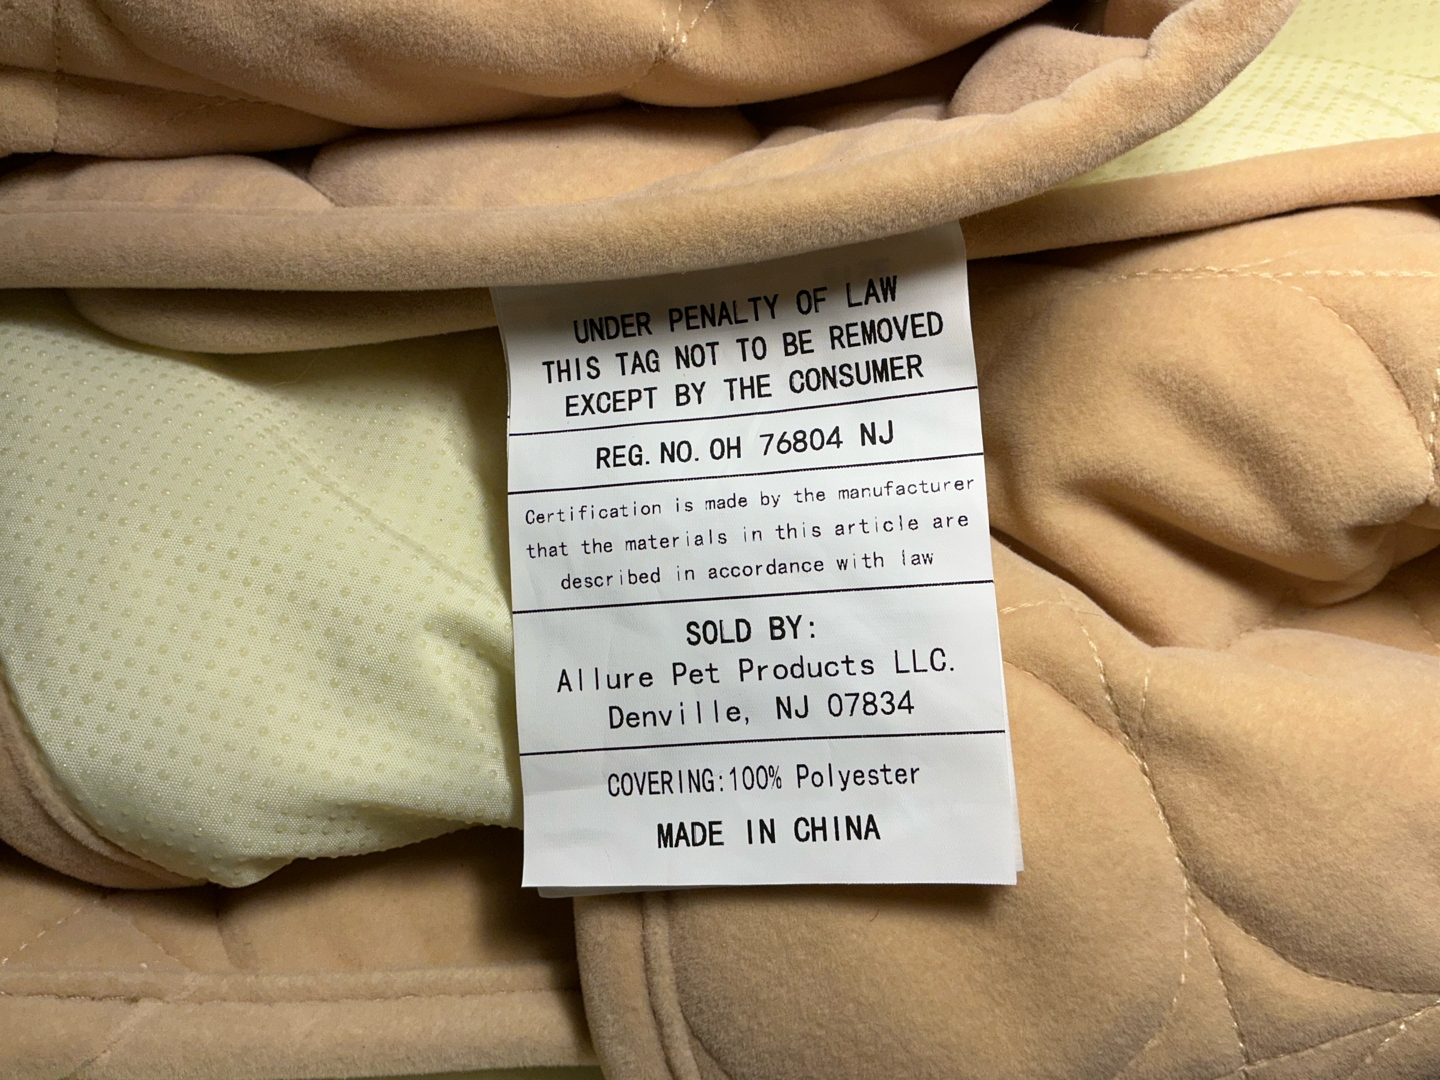 UNDER PENALTY OF LAW
THIS TAG NOT TO BE REMOVED
EXCEPT BY THE CONSUMER
REG. NO. OH 76804 NJ
Certification is made by the manufacturer
that the materials in this article are
described in accordance with law
SOLD BY:
Allure Pet Products LLC.
Denville, NJ 07834
COVERING:100% Polyester
MADE IN CHINA